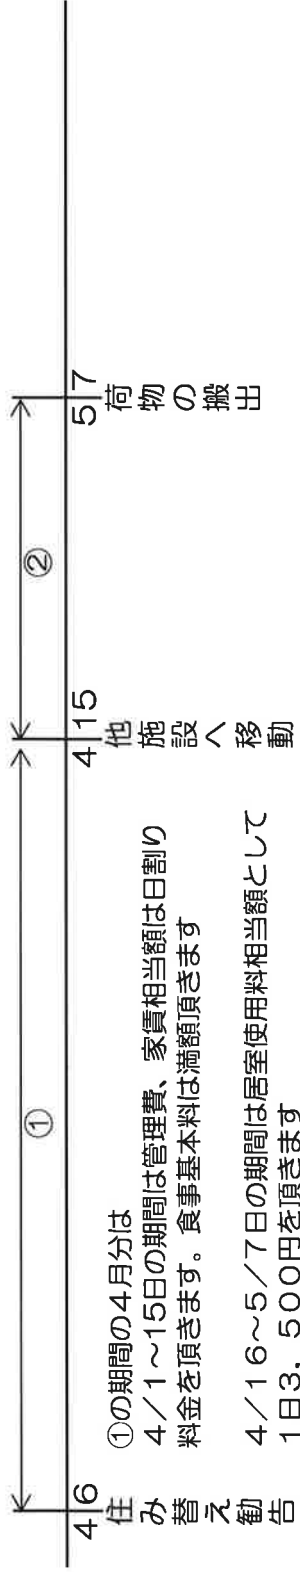 ①
②
4|6
住み替え勧告
4|15
他施設へ移動
5|7
荷物の搬出
①の期間の4月分は
4/1~15日の期間は管理費、家賃相当額は日割り
料金を頂きます。食事基本料は満額頂きます
4/16~5/7日の期間は居室使用料相当額として
1日3,500円を頂きます